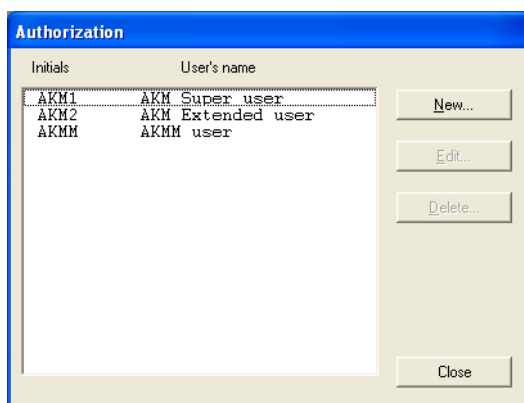 Authorization
Initials User's name
AKM1 AKM Super user
AKM2 AKM Extended user
AKMM AKMM user
New...
Edit...
Delete...
Close